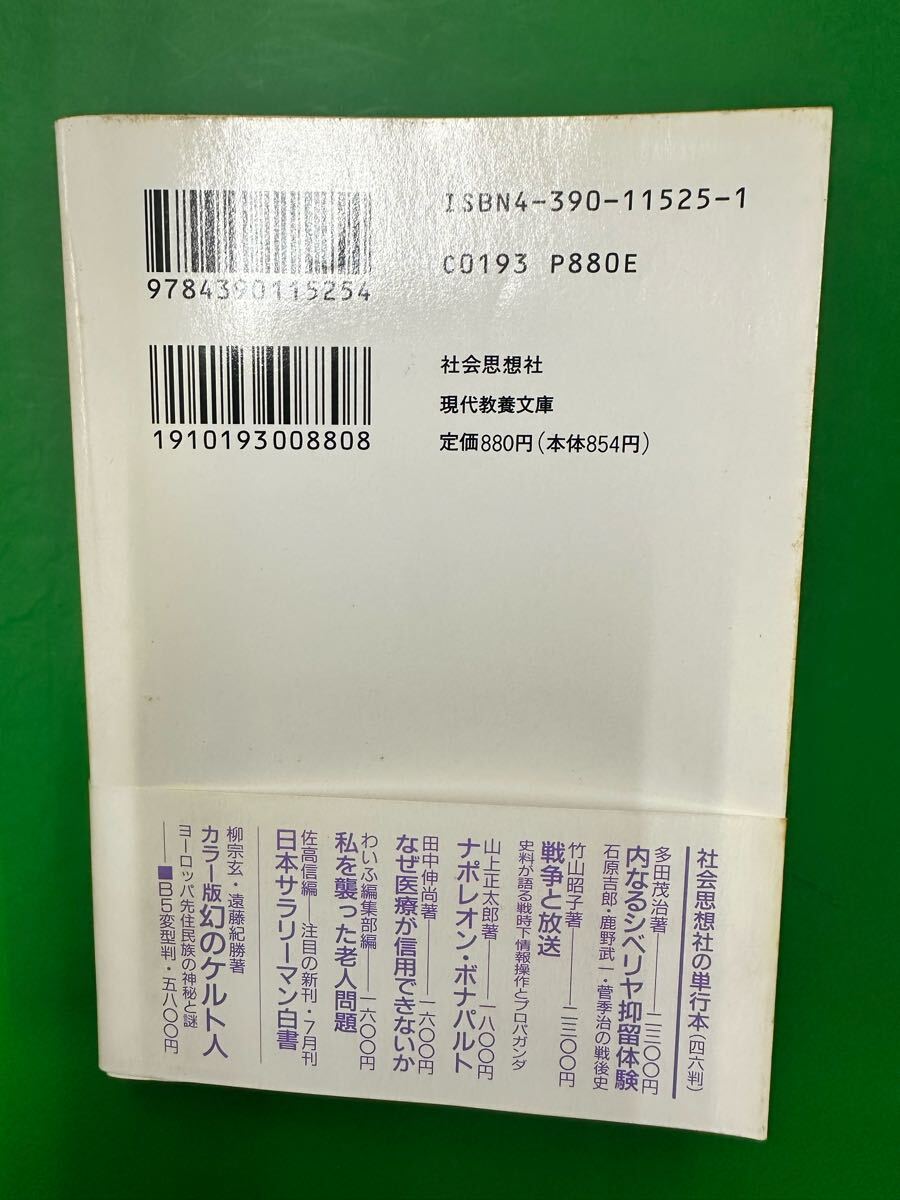 ISBN4-390-11525-1
C0193 P880E
9784390115254
1910193008808
社会思想社
現代教養文庫
定価880円(本体854円)
社会思想社の単行本(四六判)
多田茂治著――二三〇〇円
内なるシベリヤ抑留体験
石原吉郎・鹿野武一・菅季治の戦後史
竹山昭子著――二三〇〇円
戦争と放送
史料が語る戦時下情報操作とプロパガンダ
山上正太郎著――一八〇〇円
ナポレオン・ボナパルト
田中伸尚著――一六〇〇円
なぜ医療が信用できないか
わいふ編集部編――一六〇〇円
私を襲った老人問題
佐高信編――注目の新刊・7月刊
日本サラリーマン白書
柳宗玄・遠藤紀勝著
カラー版 幻のケルト人
ヨーロッパ先住民族の神秘と謎
――■B5変型判・五八〇〇円